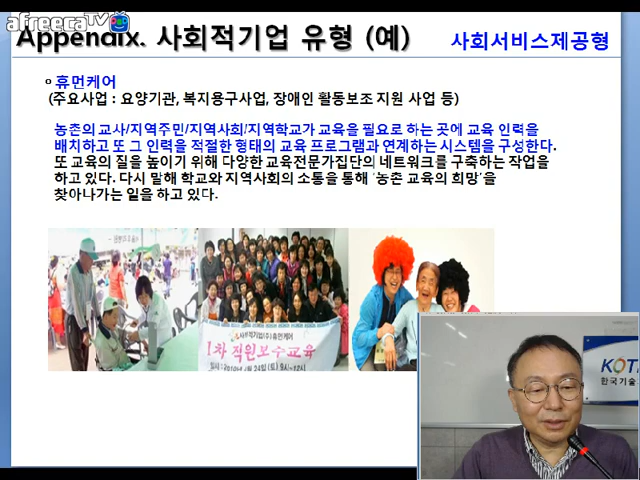 afreecaTV
Appendix. 사회적기업 유형 (예)
사회서비스제공형
휴먼케어
(주요사업 : 요양기관, 복지용구사업, 장애인 활동보조 지원 사업 등)
농촌의 교사/지역주민/지역사회/지역학교가 교육을 필요로 하는 곳에 교육 인력을
배치하고 또 그 인력을 적절한 형태의 교육 프로그램과 연계하는 시스템을 구성한다.
또 교육의 질을 높이기 위해 다양한 교육전문가집단의 네트워크를 구축하는 작업을
하고 있다. 다시 말해 학교와 지역사회의 소통을 통해 ‘농촌 교육의 희망’을
찾아나가는 일을 하고 있다.
사회적기업(주)휴먼케어
1차 직원보수교육
KOT
한국기술